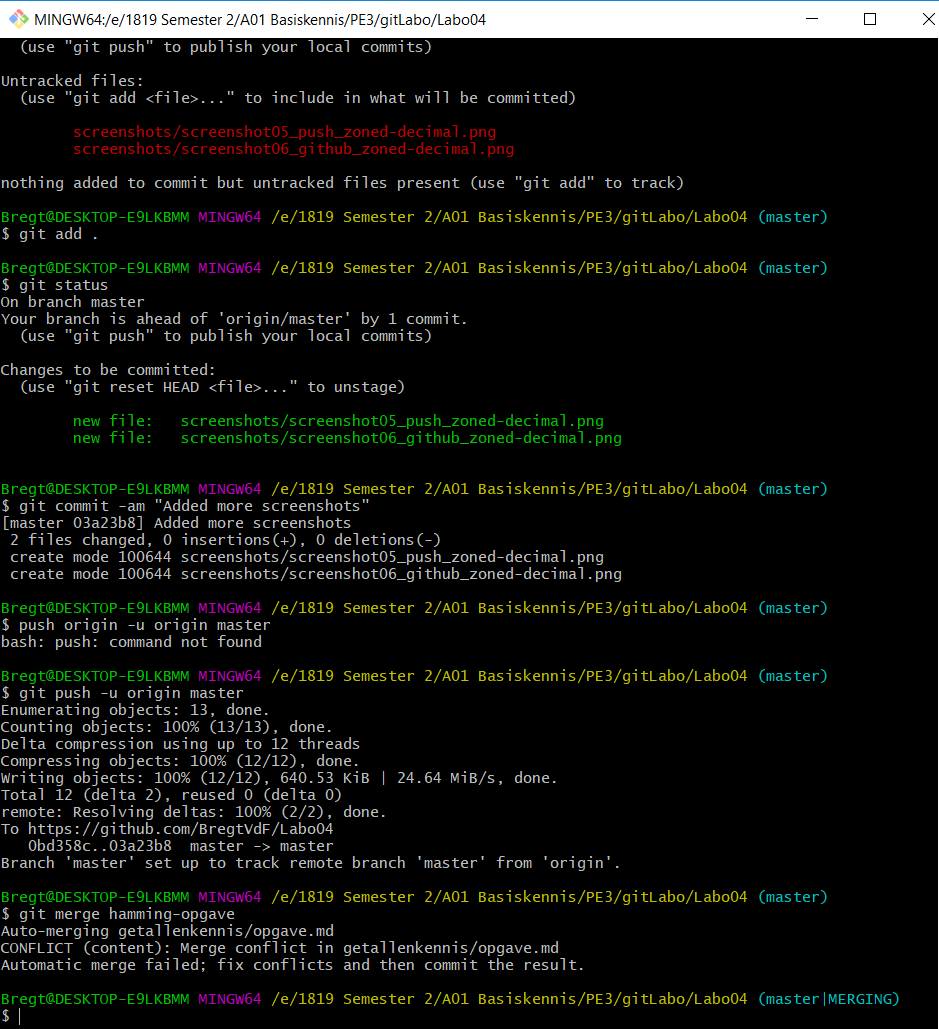 MINGW64:/e/1819 Semester 2/A01 Basiskennis/PE3/gitLabo/Labo04
(use "git push" to publish your local commits)
Untracked files:
(use "git add <file>..." to include in what will be committed)
screenshots/screenshot05_push_zoned-decimal.png
screenshots/screenshot06_github_zoned-decimal.png
nothing added to commit but untracked files present (use "git add" to track)
Bregt@DESKTOP-E9LKBMM MINGW64 /e/1819 Semester 2/A01 Basiskennis/PE3/gitLabo/Labo04 (master)
$ git add .
Bregt@DESKTOP-E9LKBMM MINGW64 /e/1819 Semester 2/A01 Basiskennis/PE3/gitLabo/Labo04 (master)
$ git status
On branch master
Your branch is ahead of 'origin/master' by 1 commit.
(use "git push" to publish your local commits)
Changes to be committed:
(use "git reset HEAD <file>..." to unstage)
new file:   screenshots/screenshot05_push_zoned-decimal.png
new file:   screenshots/screenshot06_github_zoned-decimal.png
Bregt@DESKTOP-E9LKBMM MINGW64 /e/1819 Semester 2/A01 Basiskennis/PE3/gitLabo/Labo04 (master)
$ git commit -am "Added more screenshots"
[master 03a23b8] Added more screenshots
2 files changed, 0 insertions(+), 0 deletions(-)
create mode 100644 screenshots/screenshot05_push_zoned-decimal.png
create mode 100644 screenshots/screenshot06_github_zoned-decimal.png
Bregt@DESKTOP-E9LKBMM MINGW64 /e/1819 Semester 2/A01 Basiskennis/PE3/gitLabo/Labo04 (master)
$ push origin -u origin master
bash: push: command not found
Bregt@DESKTOP-E9LKBMM MINGW64 /e/1819 Semester 2/A01 Basiskennis/PE3/gitLabo/Labo04 (master)
$ git push -u origin master
Enumerating objects: 13, done.
Counting objects: 100% (13/13), done.
Delta compression using up to 12 threads
Compressing objects: 100% (12/12), done.
Writing objects: 100% (12/12), 640.53 KiB | 24.64 MiB/s, done.
Total 12 (delta 2), reused 0 (delta 0)
remote: Resolving deltas: 100% (2/2), done.
To https://github.com/BregtVdF/Labo04
0bd358c..03a23b8  master -> master
Branch 'master' set up to track remote branch 'master' from 'origin'.
Bregt@DESKTOP-E9LKBMM MINGW64 /e/1819 Semester 2/A01 Basiskennis/PE3/gitLabo/Labo04 (master)
$ git merge hamming-opgave
Auto-merging getallenkennis/opgave.md
CONFLICT (content): Merge conflict in getallenkennis/opgave.md
Automatic merge failed; fix conflicts and then commit the result.
Bregt@DESKTOP-E9LKBMM MINGW64 /e/1819 Semester 2/A01 Basiskennis/PE3/gitLabo/Labo04 (master|MERGING)
$